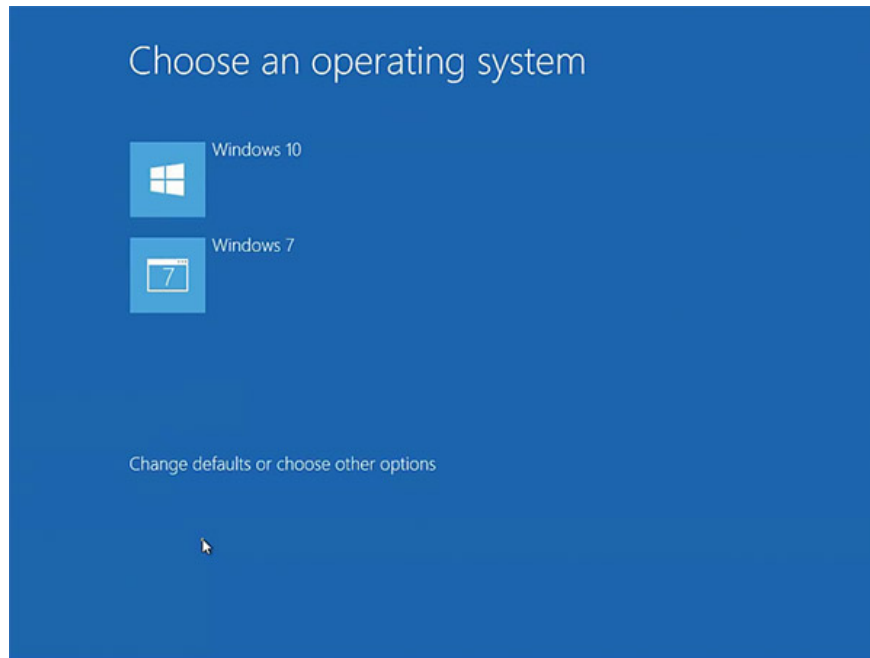 Choose an operating system
Windows 10
Windows 7
7
Change defaults or choose other options